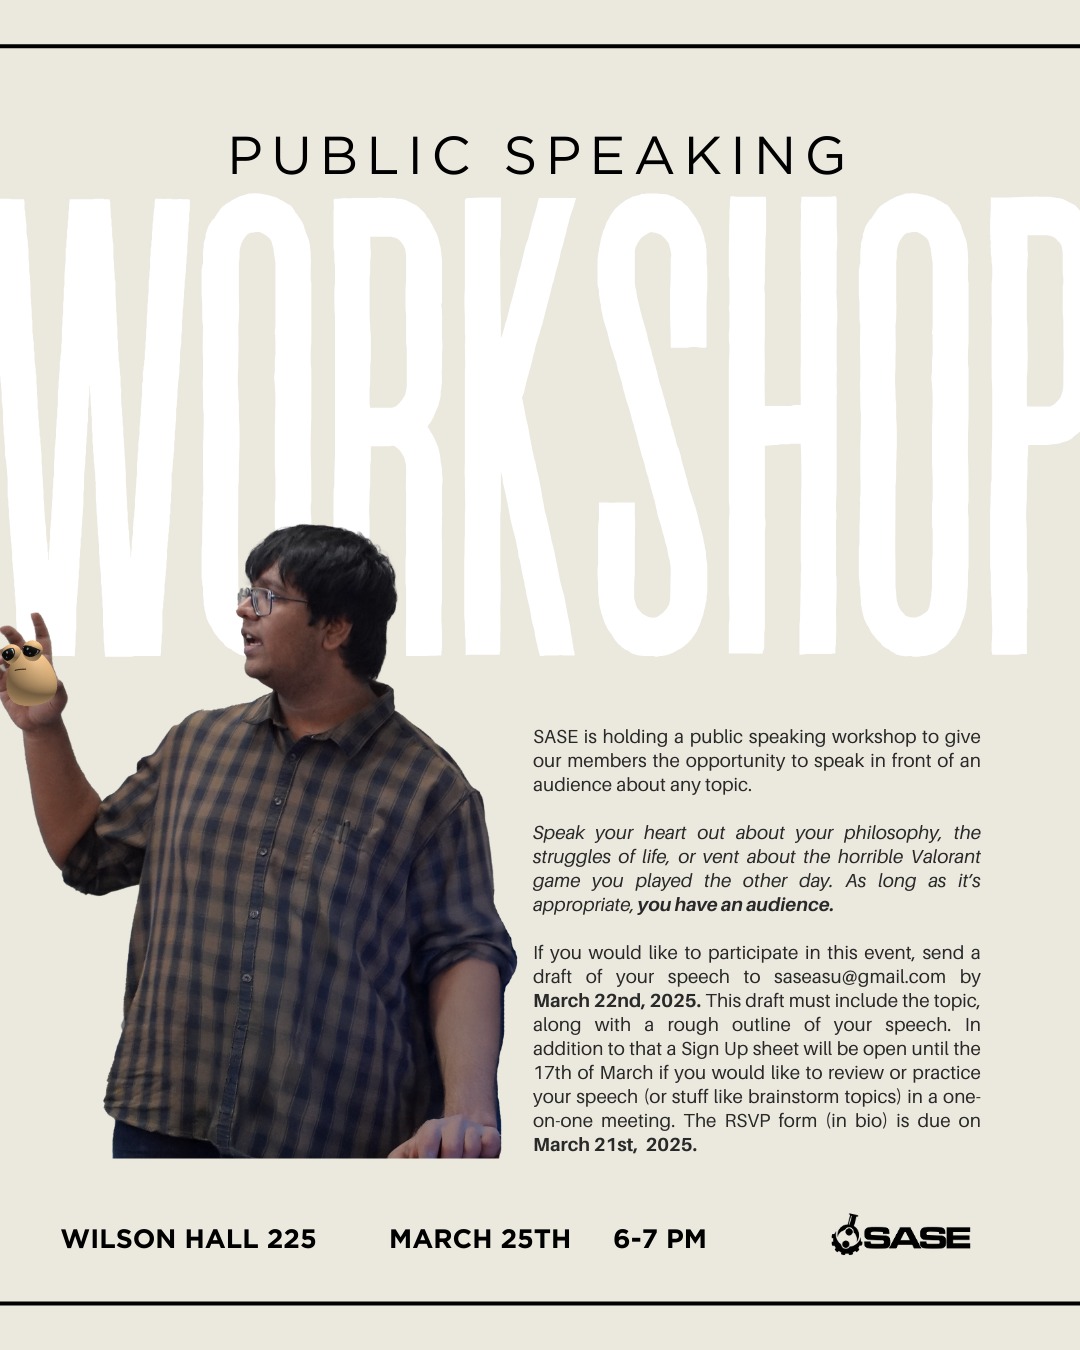 PUBLIC SPEAKING
WORKSHOP
SASE is holding a public speaking workshop to give
our members the opportunity to speak in front of an
audience about any topic.
Speak your heart out about your philosophy, the
struggles of life, or vent about the horrible Valorant
game you played the other day. As long as it's
appropriate, you have an audience.
If you would like to participate in this event, send a
draft of your speech to saseasu@gmail.com by
March 22nd, 2025. This draft must include the topic,
along with a rough outline of your speech. In
addition to that a Sign Up sheet will be open until the
17th of March if you would like to review or practice
your speech (or stuff like brainstorm topics) in a one-
on-one meeting. The RSVP form (in bio) is due on
March 21st, 2025.
WILSON HALL 225 MARCH 25TH 6-7 PM SASE